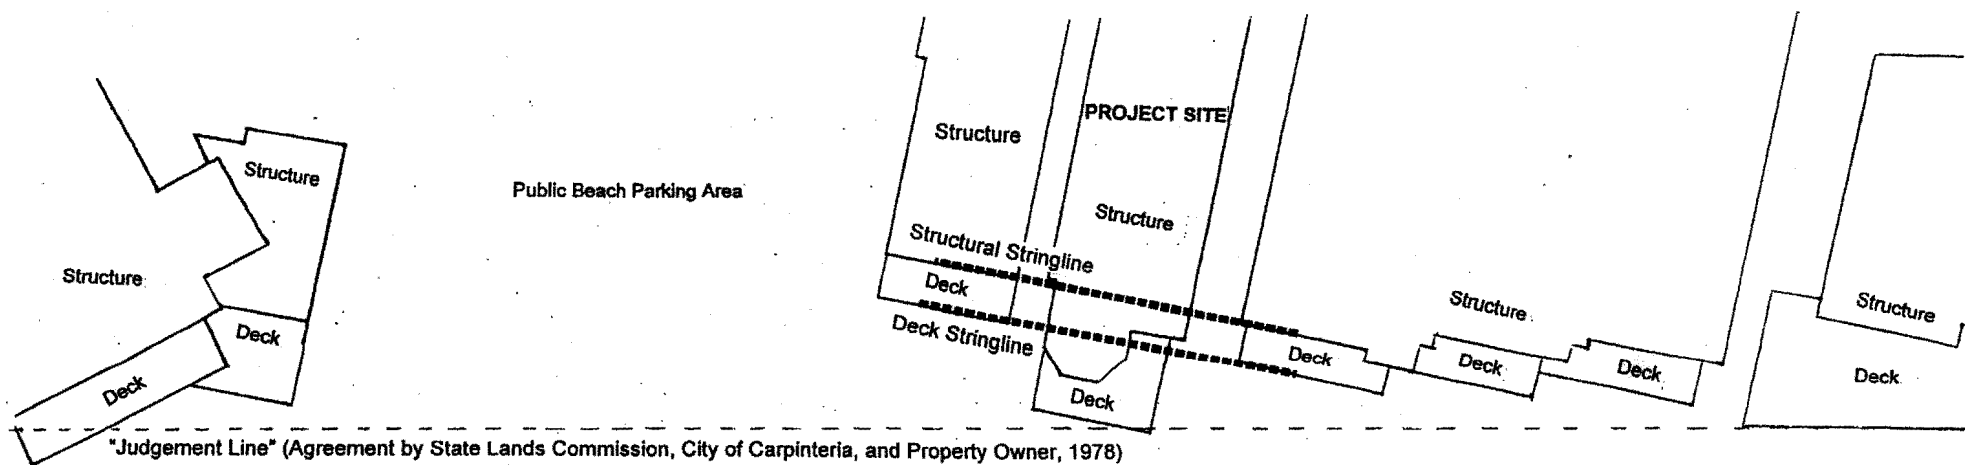 PROJECT SITE
Structure
Structure
Public Beach Parking Area
Structure
Structural Stringline
Structure
Deck
Structure
Structure
Deck
Deck Stringline
Deck
Deck
Deck
Deck
Deck
Deck
Deck
"Judgement Line" (Agreement by State Lands Commission, City of Carpinteria, and Property Owner, 1978)